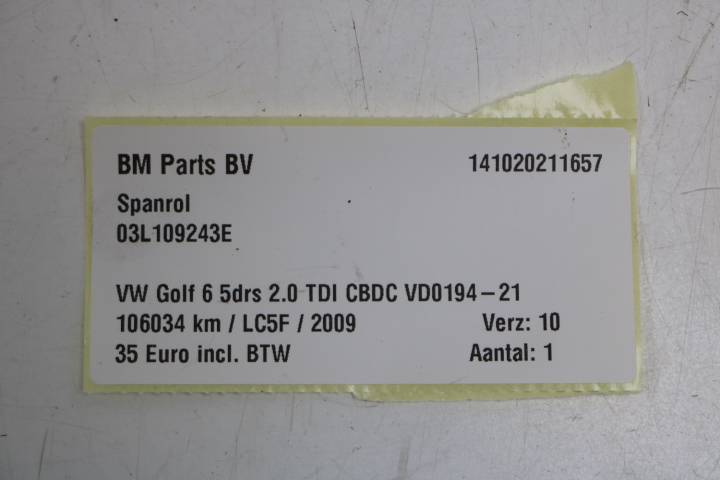 BM Parts BV 141020211657
Spanrol
03L109243E
VW Golf 6 5drs 2.0 TDI CBDC VD0194-21
106034 km / LC5F / 2009 Verz: 10
35 Euro incl. BTW Aantal: 1